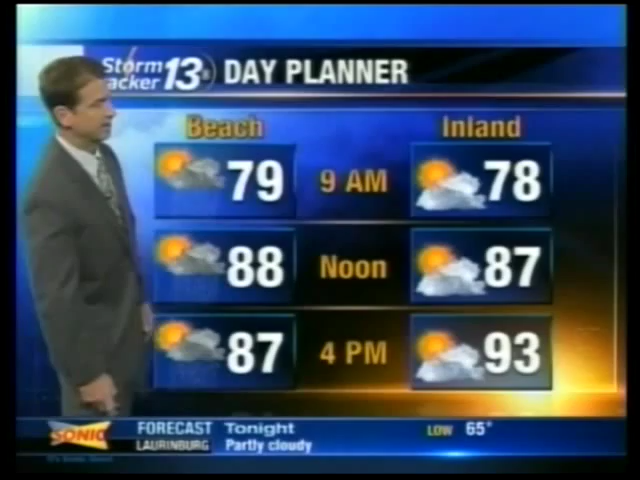 Storm
acker 13 DAY PLANNER
Beach Inland
79 9 AM 78
88 Noon 87
87 4 PM 93
SONIC FORECAST Tonight LOW 65°
LAURINBURG Partly cloudy